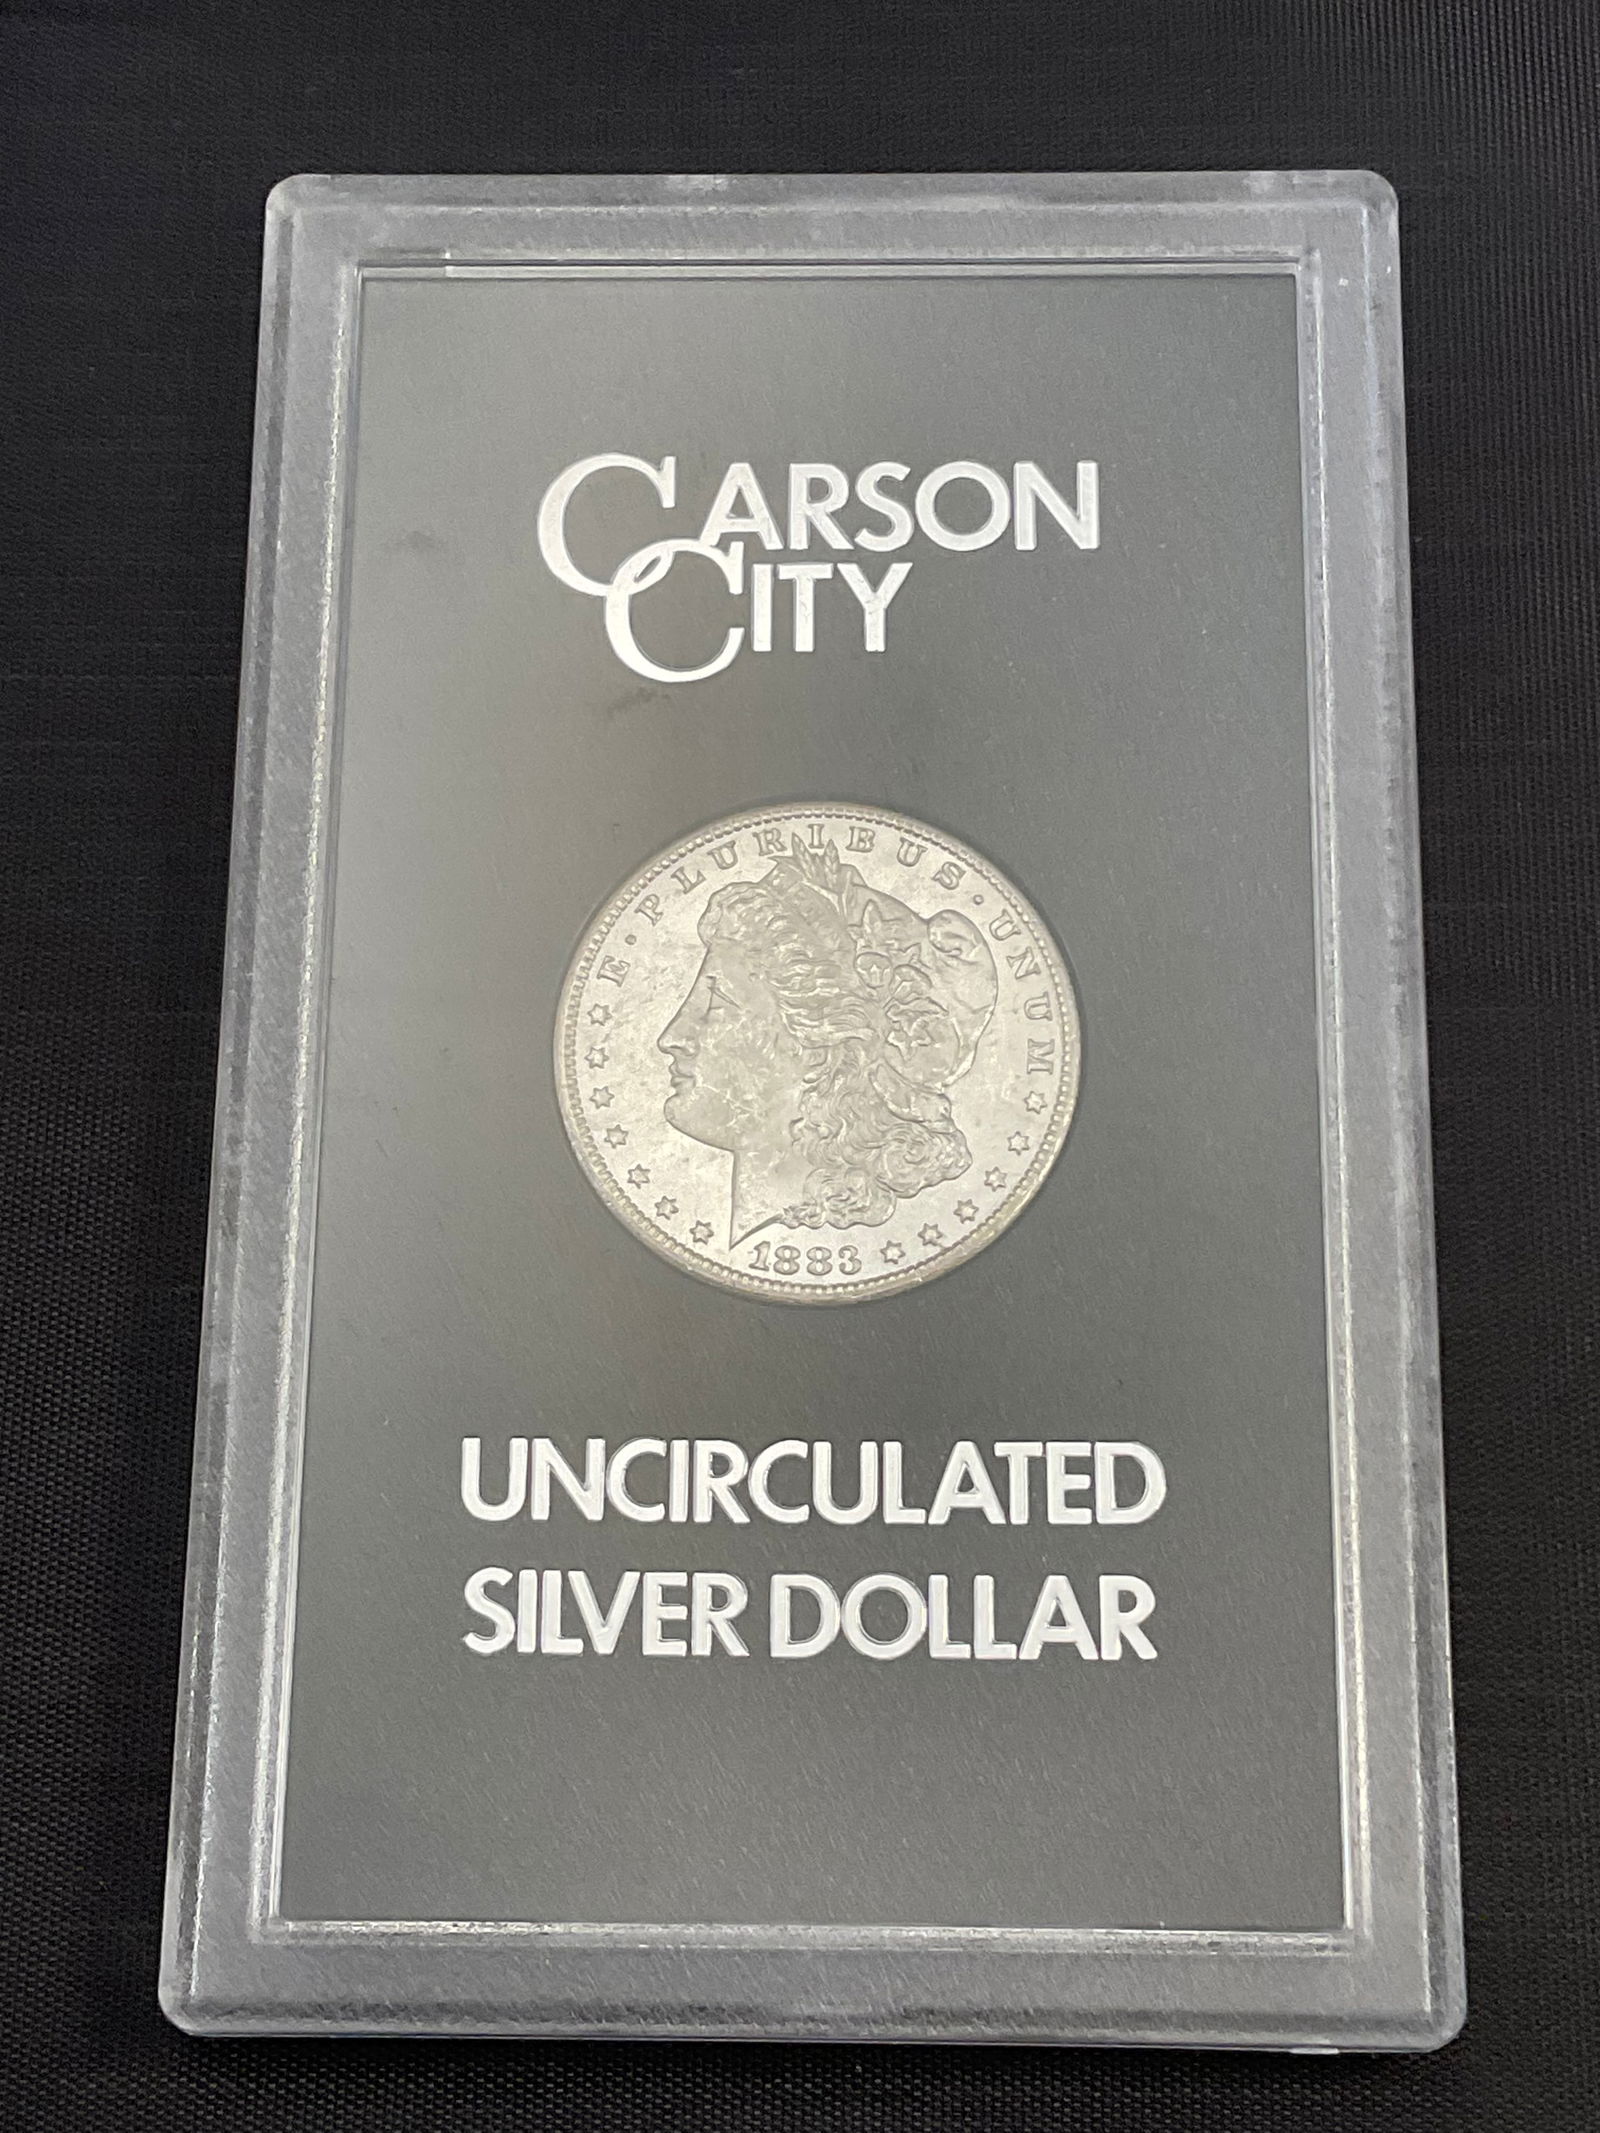 CARSON
CITY
E · PLURIBUS · UNUM
1883
UNCIRCULATED
SILVER DOLLAR